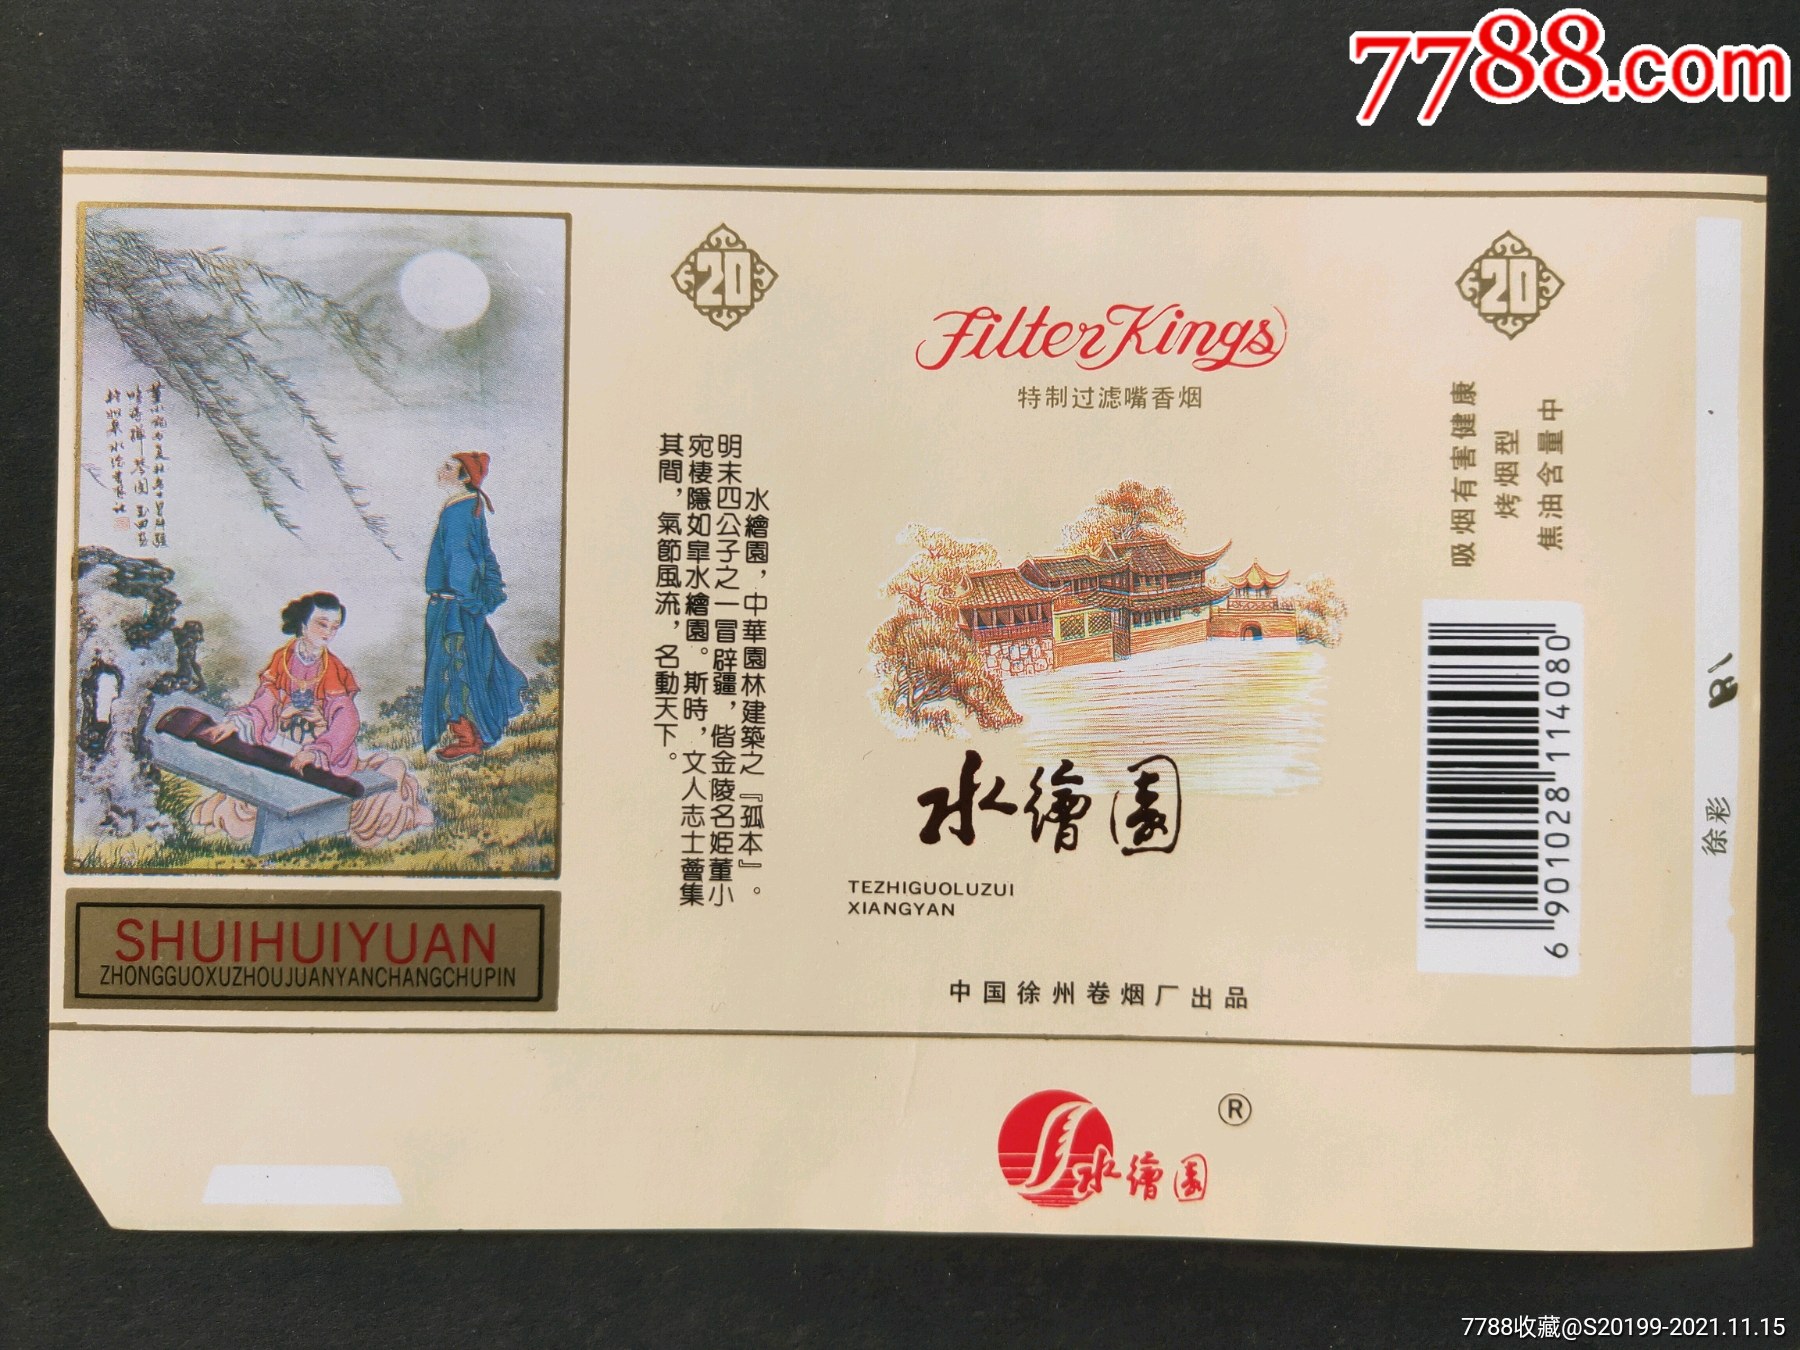 7788.com
20
20
Filter Kings
特制过滤嘴香烟
水繪園，中華園林建築之『孤本』。
明末四公子之一冒辟疆，偕金陵名姬董小
宛棲隱如皐水繪園。斯時，文人志士薈集
其間，氣節風流，名動天下。
吸烟有害健康
烤烟型
焦油含量中
水繪園
TEZHIGUOLUZUI
XIANGYAN
中国徐州卷烟厂出品
6901028114080
徐彩
SHUIHUIYUAN
ZHONGGUOXUZHOUJUANYANCHANGCHUPIN
水繪園
®
7788收藏@S20199-2021.11.15